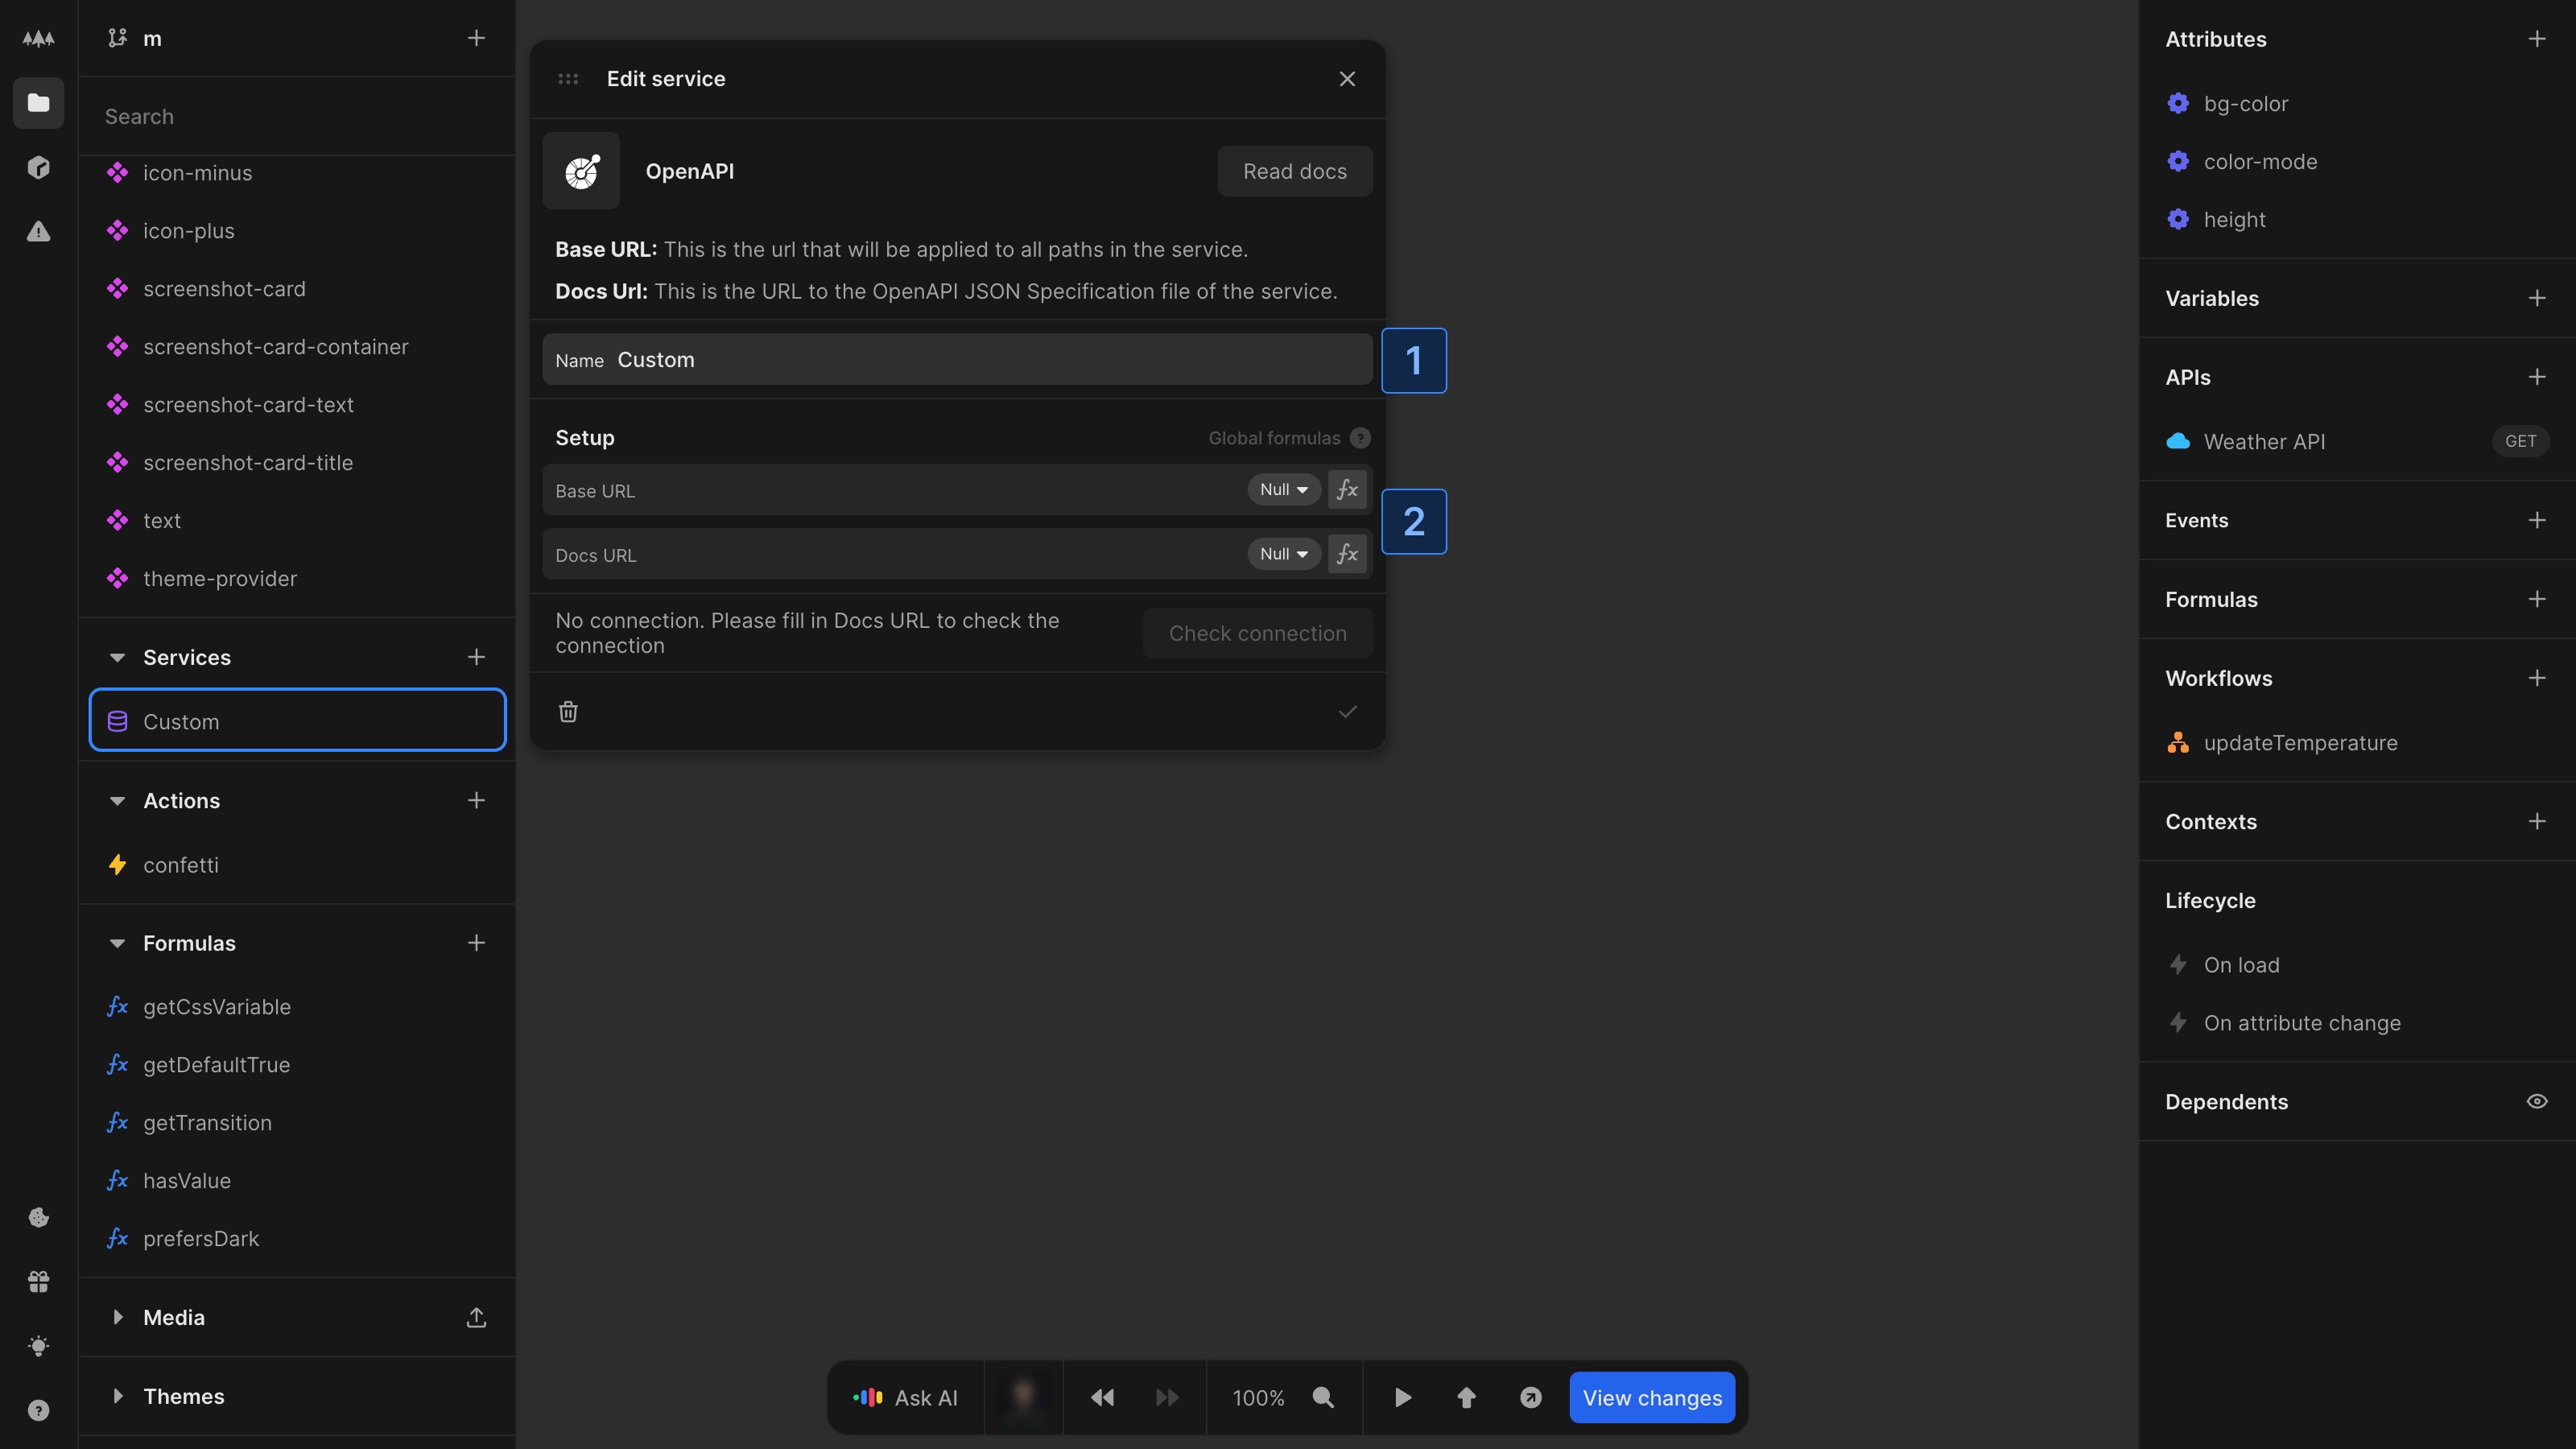 m
Search
icon-minus
icon-plus
screenshot-card
screenshot-card-container
screenshot-card-text
screenshot-card-title
text
theme-provider
Services
Custom
Actions
confetti
Formulas
fx getCssVariable
fx getDefaultTrue
fx getTransition
fx hasValue
fx prefersDark
Media
Themes
?
Edit service
OpenAPI
Read docs
Base URL: This is the url that will be applied to all paths in the service.
Docs Url: This is the URL to the OpenAPI JSON Specification file of the service.
Name Custom
1
Setup
Global formulas ?
Base URL
Null
fx
2
Docs URL
Null
fx
No connection. Please fill in Docs URL to check the
connection
Check connection
Ask AI
100%
View changes
Attributes
bg-color
color-mode
height
Variables
APIs
Weather API
GET
Events
Formulas
Workflows
updateTemperature
Contexts
Lifecycle
On load
On attribute change
Dependents